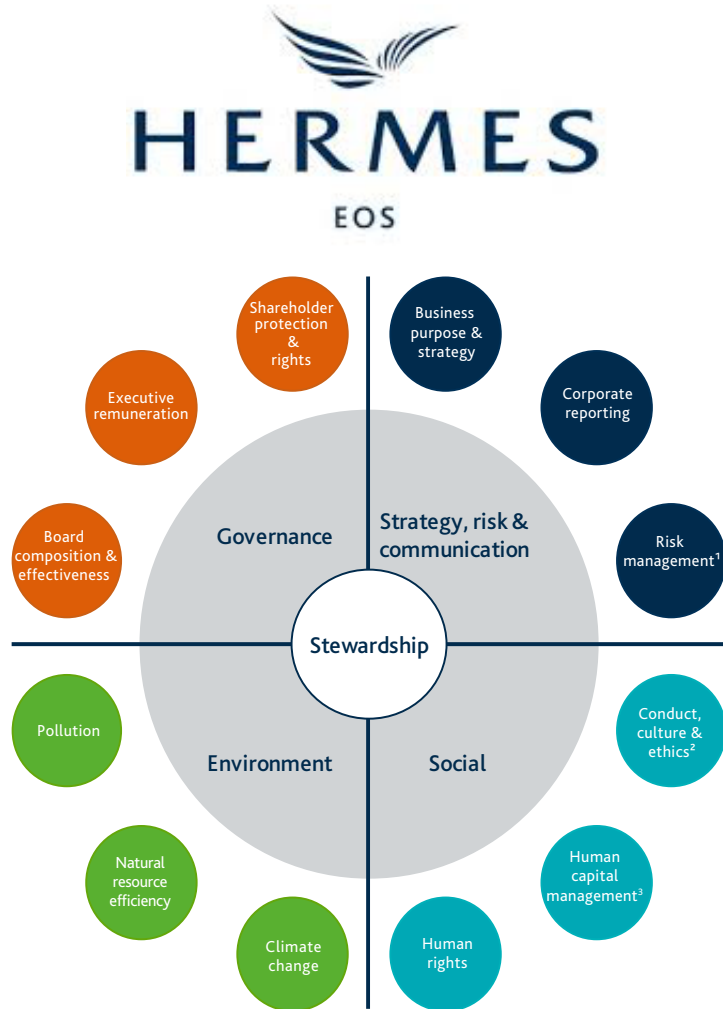 HERMES
EOS
Shareholder
protection
&
rights
Business
purpose &
strategy
Executive
remuneration
Corporate
reporting
Board
composition &
effectiveness
Governance
Strategy, risk &
communication
Risk
management¹
Stewardship
Pollution
Environment
Social
Conduct,
culture &
ethics²
Natural
resource
efficiency
Human
capital
management³
Climate
change
Human
rights